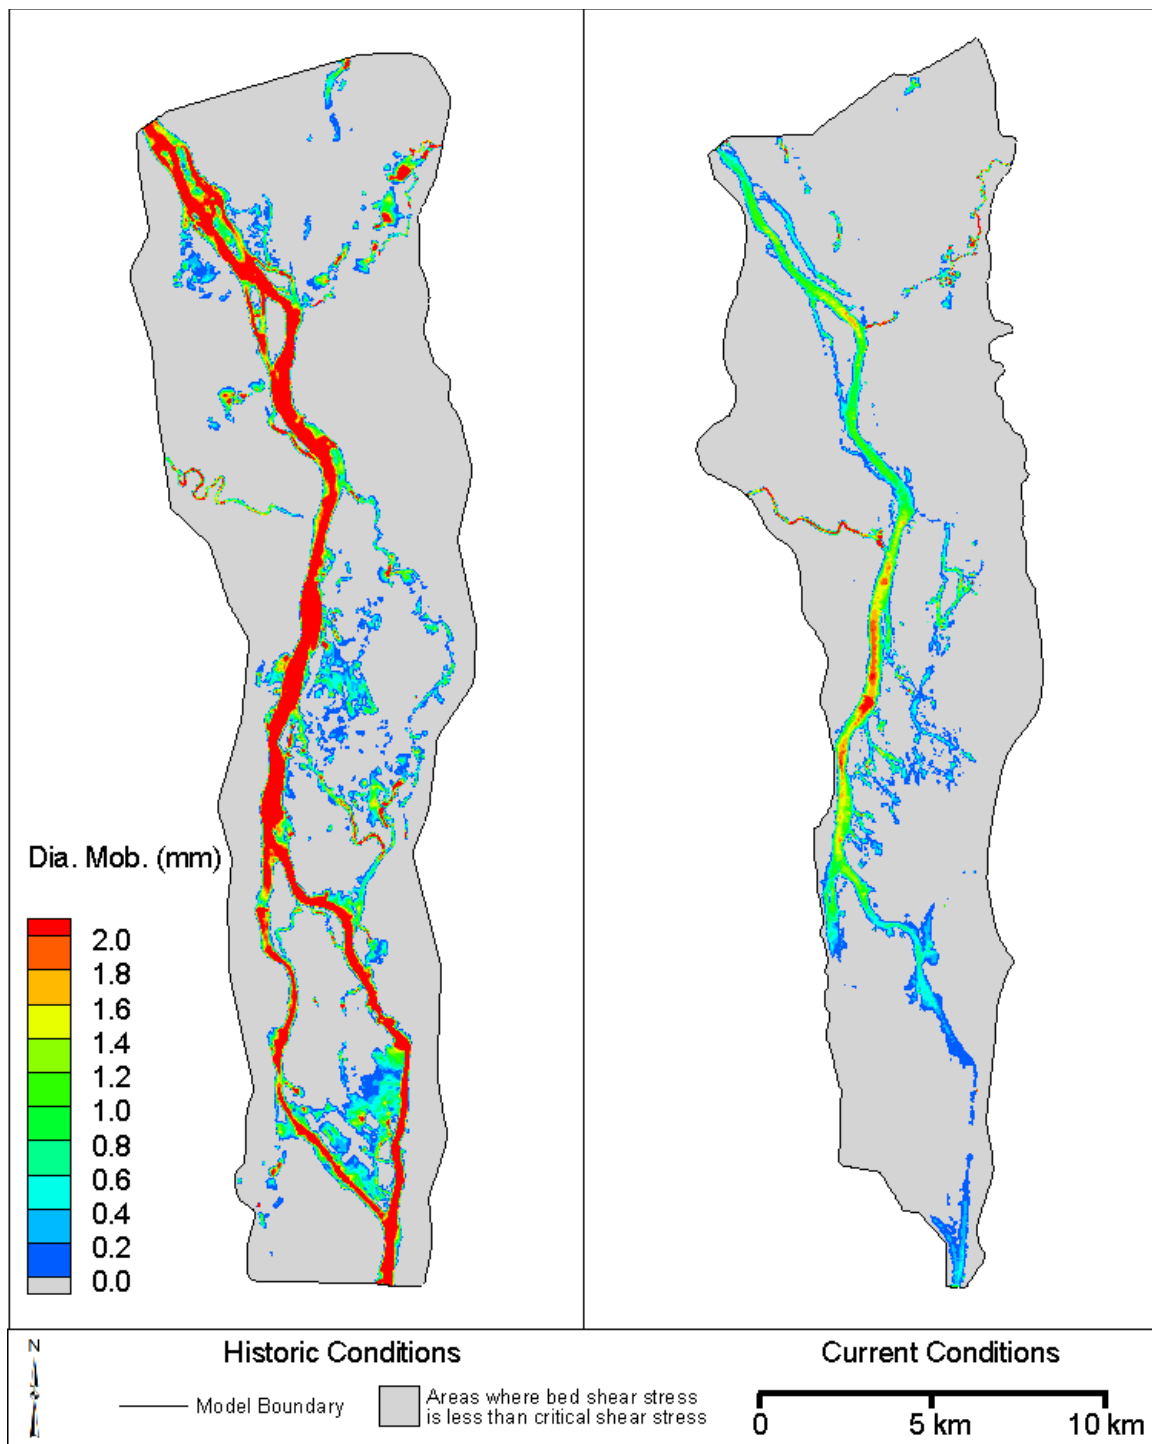 Dia. Mob. (mm)
2.0
1.8
1.6
1.4
1.2
1.0
0.8
0.6
0.4
0.2
0.0
N
Historic Conditions
Current Conditions
Model Boundary
Areas where bed shear stress
is less than critical shear stress
0
5 km
10 km